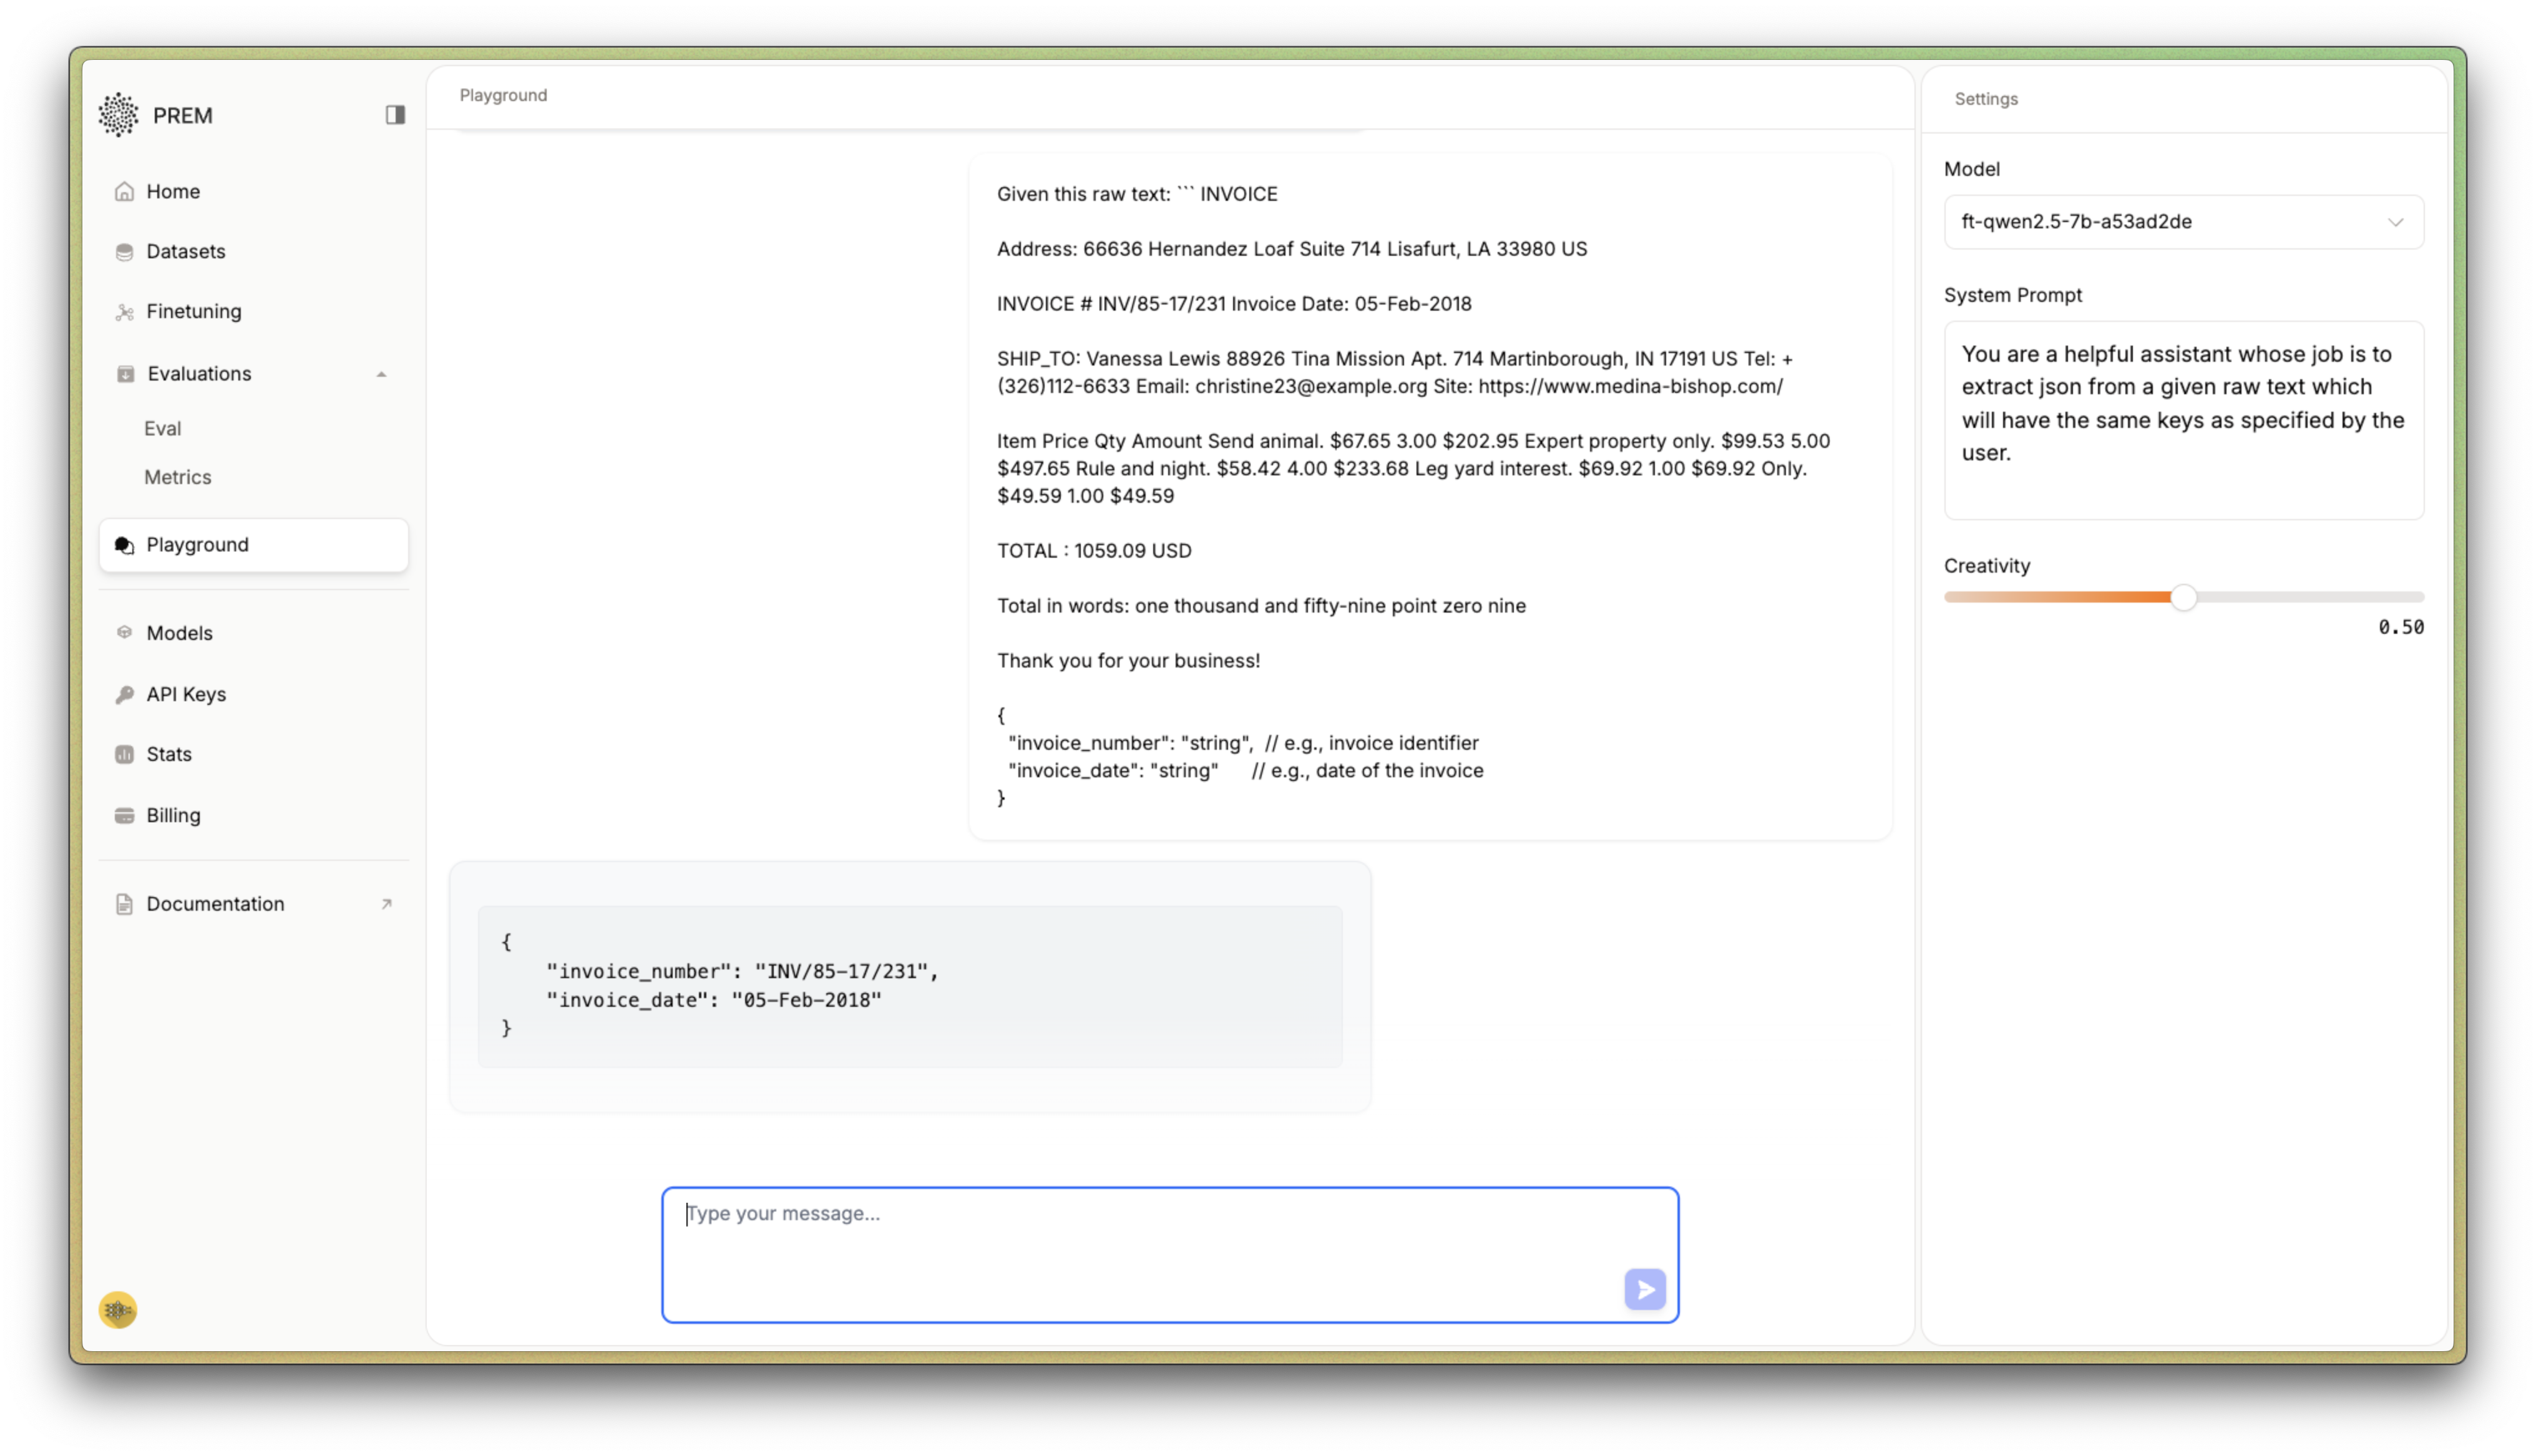 PREM
Home
Datasets
Finetuning
Evaluations
Eval
Metrics
Playground
Models
API Keys
Stats
Billing
Documentation
Playground
Given this raw text: ``` INVOICE
Address: 66636 Hernandez Loaf Suite 714 Lisafurt, LA 33980 US
INVOICE # INV/85-17/231 Invoice Date: 05-Feb-2018
SHIP_TO: Vanessa Lewis 88926 Tina Mission Apt. 714 Martinborough, IN 17191 US Tel: +
(326)112-6633 Email: christine23@example.org Site: https://www.medina-bishop.com/
Item Price Qty Amount Send animal. $67.65 3.00 $202.95 Expert property only. $99.53 5.00
$497.65 Rule and night. $58.42 4.00 $233.68 Leg yard interest. $69.92 1.00 $69.92 Only.
$49.59 1.00 $49.59
TOTAL : 1059.09 USD
Total in words: one thousand and fifty-nine point zero nine
Thank you for your business!
{
"invoice_number": "string", // e.g., invoice identifier
"invoice_date": "string" // e.g., date of the invoice
}
{
"invoice_number": "INV/85-17/231",
"invoice_date": "05-Feb-2018"
}
Type your message...
Settings
Model
ft-qwen2.5-7b-a53ad2de
System Prompt
You are a helpful assistant whose job is to
extract json from a given raw text which
will have the same keys as specified by the
user.
Creativity
0.50